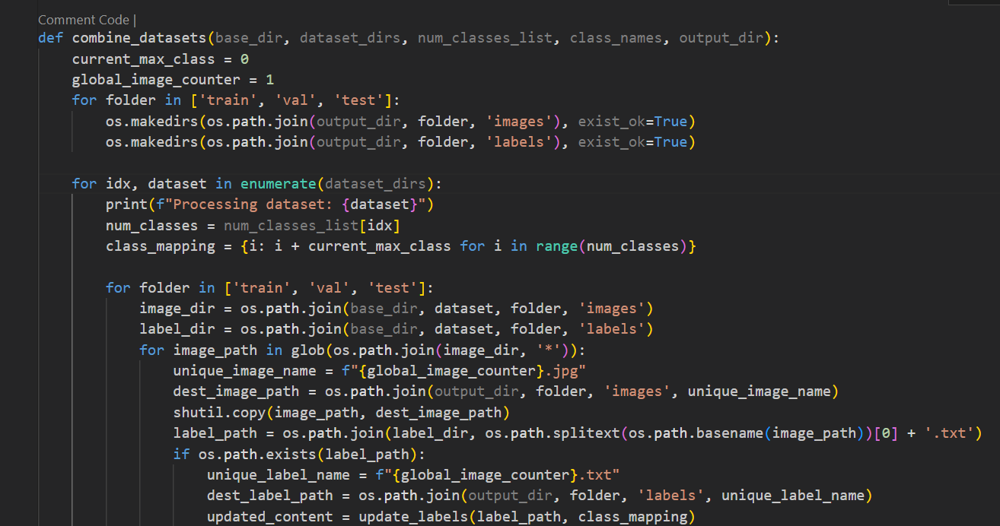 Comment Code |
def combine_datasets(base_dir, dataset_dirs, num_classes_list, class_names, output_dir):
    current_max_class = 0
    global_image_counter = 1
    for folder in ['train', 'val', 'test']:
        os.makedirs(os.path.join(output_dir, folder, 'images'), exist_ok=True)
        os.makedirs(os.path.join(output_dir, folder, 'labels'), exist_ok=True)

    for idx, dataset in enumerate(dataset_dirs):
        print(f"Processing dataset: {dataset}")
        num_classes = num_classes_list[idx]
        class_mapping = {i: i + current_max_class for i in range(num_classes)}

        for folder in ['train', 'val', 'test']:
            image_dir = os.path.join(base_dir, dataset, folder, 'images')
            label_dir = os.path.join(base_dir, dataset, folder, 'labels')
            for image_path in glob(os.path.join(image_dir, '*')):
                unique_image_name = f"{global_image_counter}.jpg"
                dest_image_path = os.path.join(output_dir, folder, 'images', unique_image_name)
                shutil.copy(image_path, dest_image_path)
                label_path = os.path.join(label_dir, os.path.splitext(os.path.basename(image_path))[0] + '.txt')
                if os.path.exists(label_path):
                    unique_label_name = f"{global_image_counter}.txt"
                    dest_label_path = os.path.join(output_dir, folder, 'labels', unique_label_name)
                    updated_content = update_labels(label_path, class_mapping)